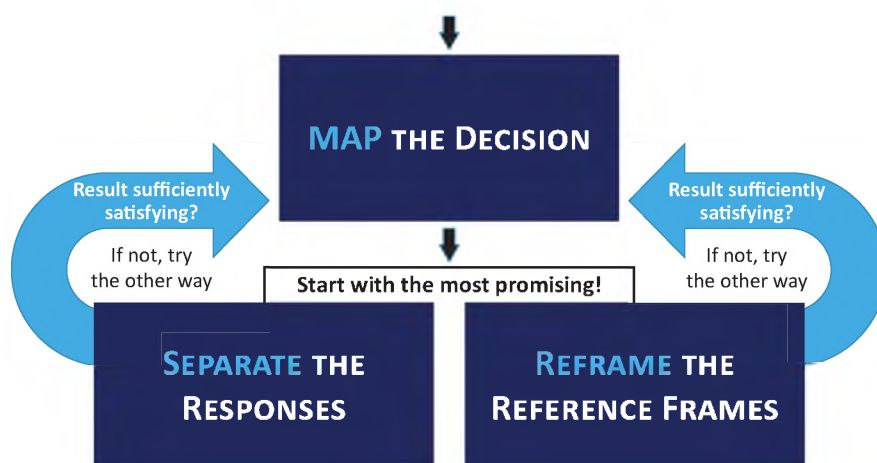 MAP THE DECISION
Result sufficiently
satisfying?
If not, try
the other way
Result sufficiently
satisfying?
If not, try
the other way
Start with the most promising!
SEPARATE THE
RESPONSES
REFRAME THE
REFERENCE FRAMES